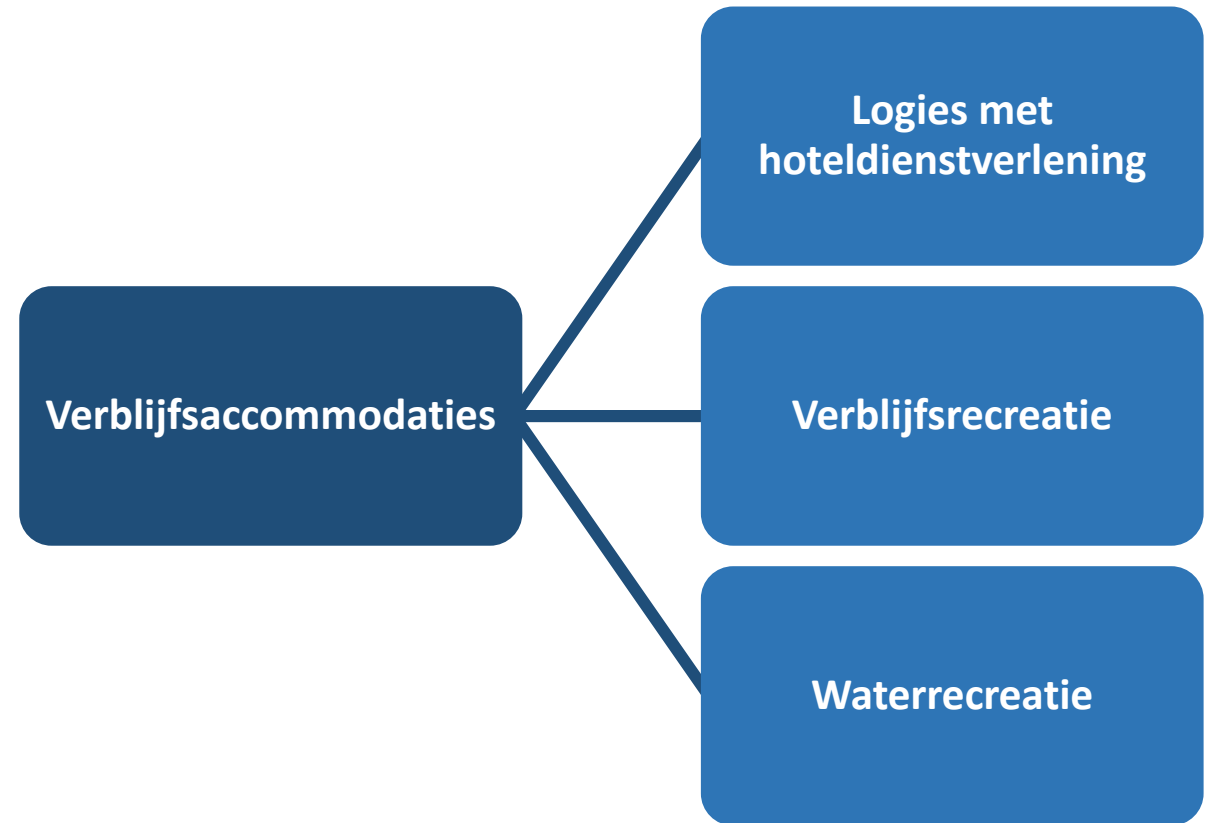 Logies met
hoteldienstverlening
Verblijfsaccommodaties
Verblijfsrecreatie
Waterrecreatie